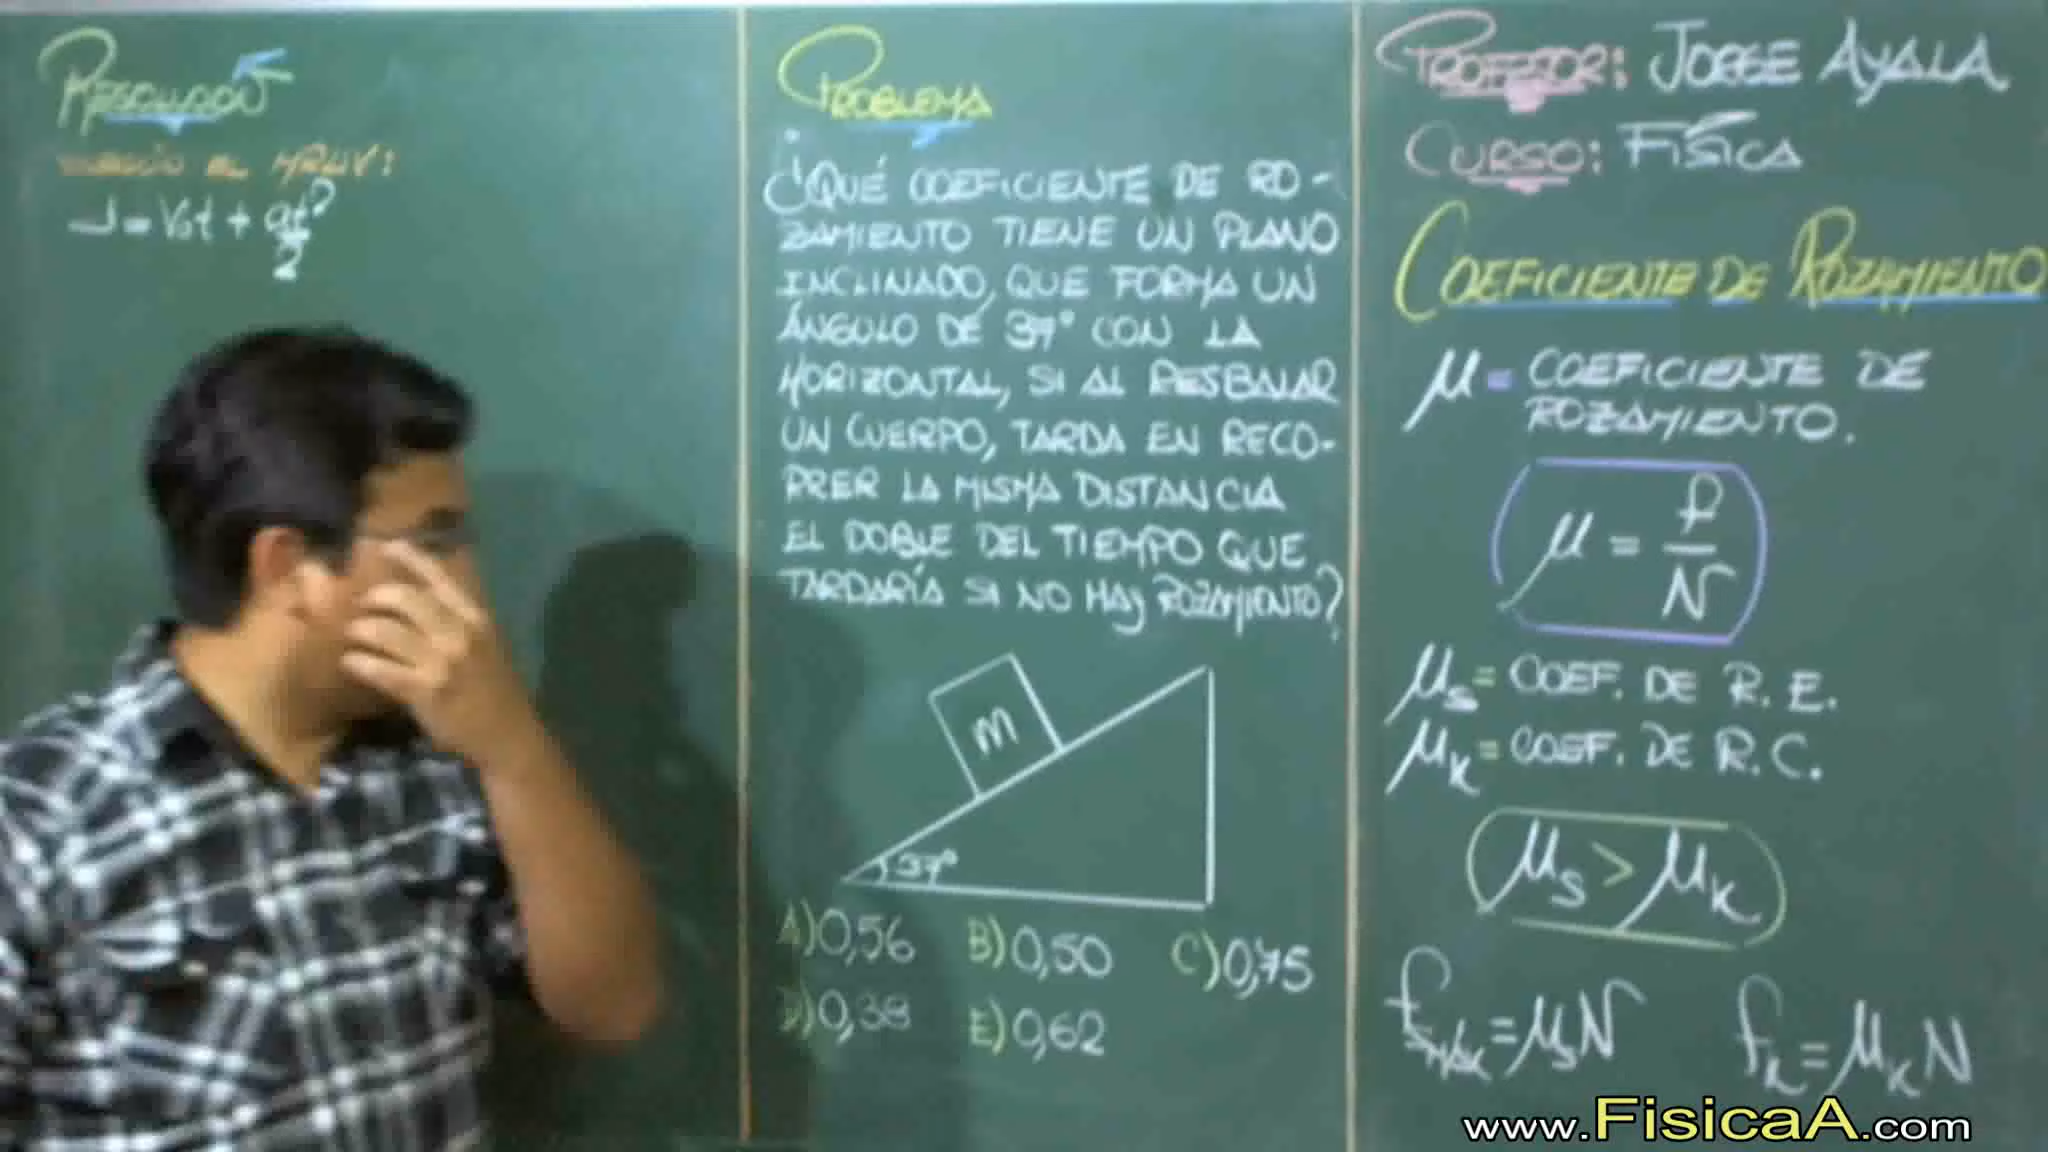 RESOLUCIÓN
SEGÚN EL MRUV:
d = V₀t + at²
2
PROBLEMA
¿QUÉ COEFICIENTE DE RO-
ZAMIENTO TIENE UN PLANO
INCLINADO, QUE FORMA UN
ÁNGULO DE 37° CON LA
HORIZONTAL, SI AL RESBALAR
UN CUERPO, TARDA EN RECO-
RRER LA MISMA DISTANCIA
EL DOBLE DEL TIEMPO QUE
TARDARÍA SI NO HAY ROZAMIENTO?
m
37°
A) 0,56 B) 0,50 C) 0,75
D) 0,38 E) 0,62
PROFESOR: JORGE AYALA
CURSO: FÍSICA
COEFICIENTE DE ROZAMIENTO
μ = COEFICIENTE DE
ROZAMIENTO.
μ = f
N
μs = COEF. DE R. E.
μK = COEF. DE R. C.
μs > μK
fsMÁX = μsN fK = μKN
www.FisicaA.com